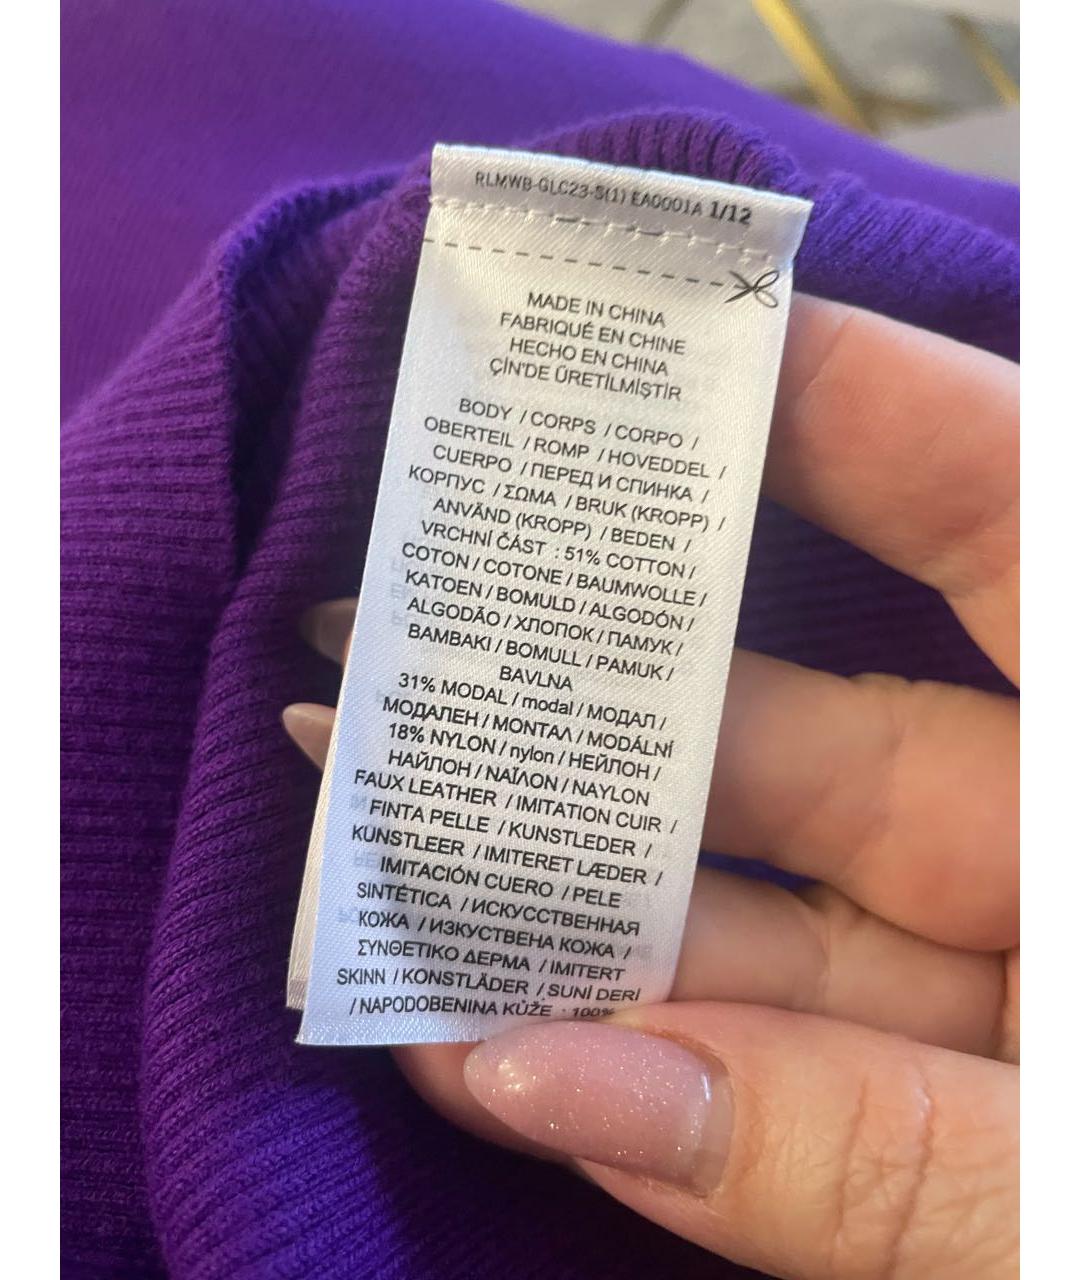 RLMWB-GLC23-S(1) EA0001A 1/12
MADE IN CHINA
FABRIQUÉ EN CHINE
HECHO EN CHINA
ÇİN'DE ÜRETİLMİŞTİR
BODY / CORPS / CORPO /
OBERTEIL / ROMP / HOVEDDEL /
CUERPO / ПЕРЕД И СПИНКА /
КОРПУС / ΣΩΜΑ / BRUK (KROPP) /
ANVÄND (KROPP) / BEDEN /
VRCHNÍ ČÁST : 51% COTTON /
COTON / COTONE / BAUMWOLLE /
KATOEN / BOMULD / ALGODÓN /
ALGODÃO / ХЛОПОК / ПАМУК /
BAMBAKI / BOMULL / PAMUK /
BAVLNA
31% MODAL / modal / МОДАЛ /
МОДАЛЕН / ΜΟΝΤΑΛ / MODÁLNÍ
18% NYLON / nylon / НЕЙЛОН /
НАЙЛОН / ΝΑΪΛΟΝ / NAYLON
FAUX LEATHER / IMITATION CUIR /
FINTA PELLE / KUNSTLEDER /
KUNSTLEER / IMITERET LÆDER /
IMITACIÓN CUERO / PELE
SINTÉTICA / ИСКУССТВЕННАЯ
КОЖА / ИЗКУСТВЕНА КОЖА /
ΣΥΝΘΕΤΙΚΟ ΔΕΡΜΑ / IMITERT
SKINN / KONSTLÄDER / SUNİ DERİ
/ NAPODOBENINA KŮŽE : 100%